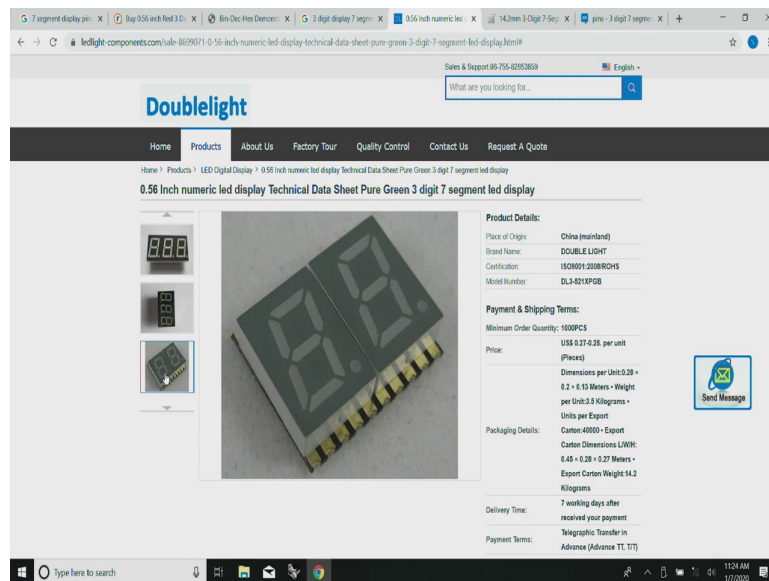 7 segment display pin
Buy 0.56 inch Red 3 D
Bin-Dec-Hex Demonst
3 digit display 7 segme
0.56 Inch numeric led
14.2mm 3-Digit 7-Seg
pins - 3 digit 7 segme
ledlight-components.com/sale-8699071-0-56-inch-numeric-led-display-technical-data-sheet-pure-green-3-digit-7-segment-led-display.html#
Sales & Support:86-755-82853859
English
What are you looking for...
Doublelight
Home Products About Us Factory Tour Quality Control Contact Us Request A Quote
Home > Products > LED Digital Display > 0.56 Inch numeric led display Technical Data Sheet Pure Green 3 digit 7 segment led display
0.56 Inch numeric led display Technical Data Sheet Pure Green 3 digit 7 segment led display
Product Details:
Place of Origin: China (mainland)
Brand Name: DOUBLE LIGHT
Certification: ISO9001:2008/ROHS
Model Number: DL3-521XPGB
Payment & Shipping Terms:
Minimum Order Quantity: 1000PCS
Price: US$ 0.27-0.28. per unit
(Pieces)
Packaging Details: Dimensions per Unit:0.28 ×
0.2 × 0.13 Meters • Weight
per Unit:3.5 Kilograms •
Units per Export
Carton:40000 • Export
Carton Dimensions L/W/H:
0.45 × 0.28 × 0.27 Meters •
Export Carton Weight:14.2
Kilograms
Delivery Time: 7 working days after
received your payment
Payment Terms: Telegraphic Transfer in
Advance (Advance TT, T/T)
Send Message
Type here to search
11:24 AM
1/7/2020